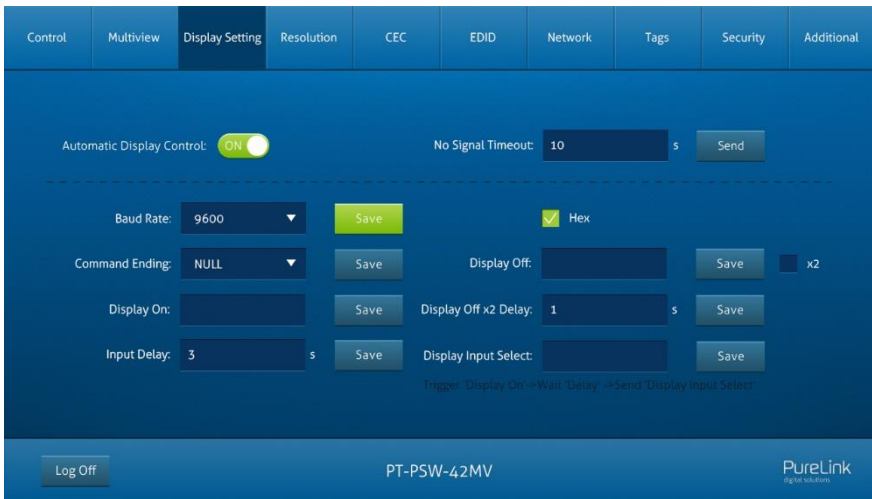 Control Multiview Display Setting Resolution CEC EDID Network Tags Security Additional
Automatic Display Control: ON No Signal Timeout: 10 s Send
Baud Rate: 9600 Save Hex
Command Ending: NULL Save Display Off: Save x2
Display On: Save Display Off x2 Delay: 1 s Save
Input Delay: 3 s Save Display Input Select: Save
Trigger 'Display On'->Wait 'Delay' ->Send 'Display Input Select'
Log Off PT-PSW-42MV PureLink
digital solutions